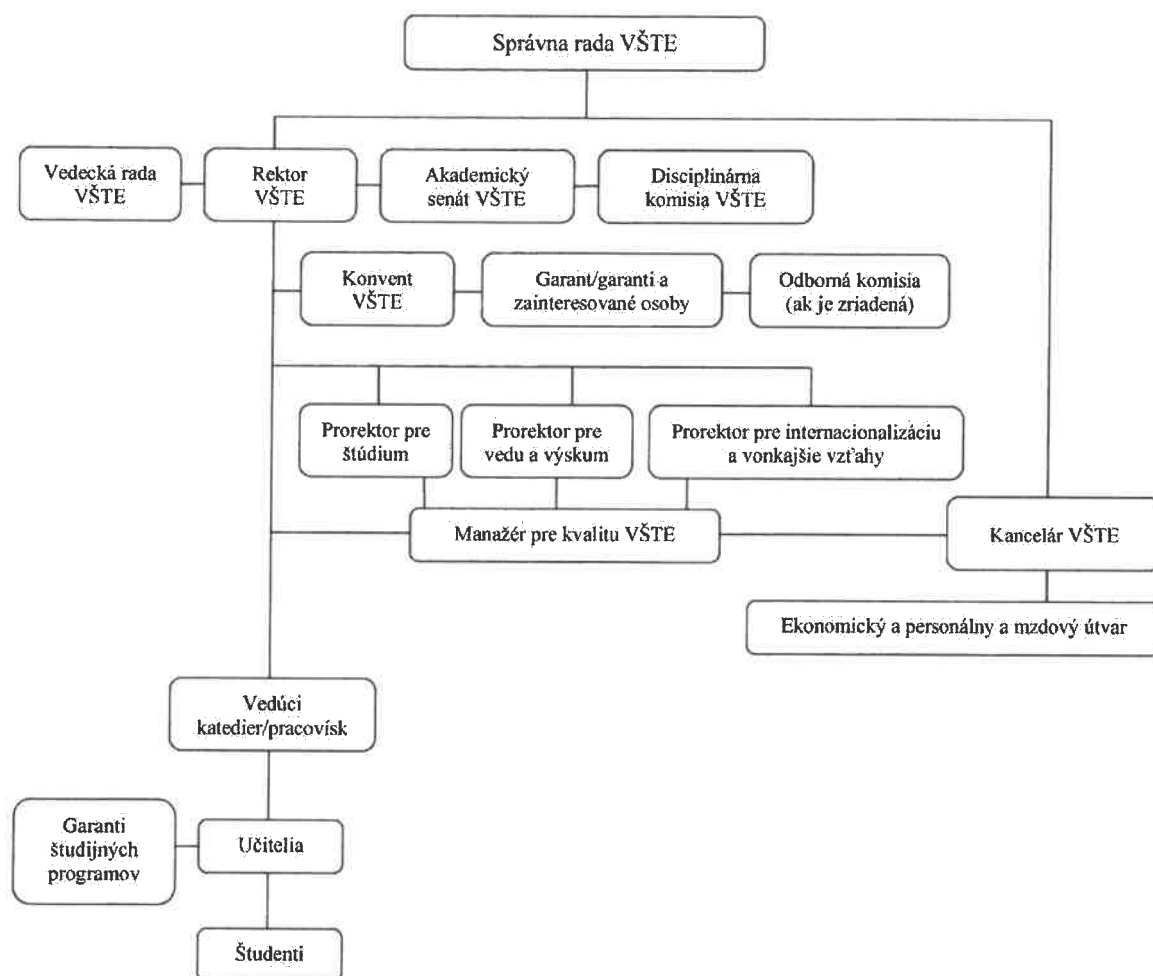 Správna rada VŠTE
Vedecká rada
VŠTE
Rektor
VŠTE
Akademický
senát VŠTE
Disciplinárna
komisia VŠTE
Konvent
VŠTE
Garant/garanti a
zainteresované osoby
Odborná komisia
(ak je zriadená)
Prorektor pre
štúdium
Prorektor pre
vedu a výskum
Prorektor pre internacionalizáciu
a vonkajšie vzťahy
Manažér pre kvalitu VŠTE
Kancelár VŠTE
Ekonomický a personálny a mzdový útvar
Vedúci
katedier/pracovísk
Garanti
študijných
programov
Učitelia
Študenti